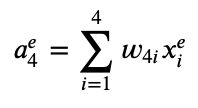 a_4^e = \sum_{i=1}^{4} w_{4i} x_i^e